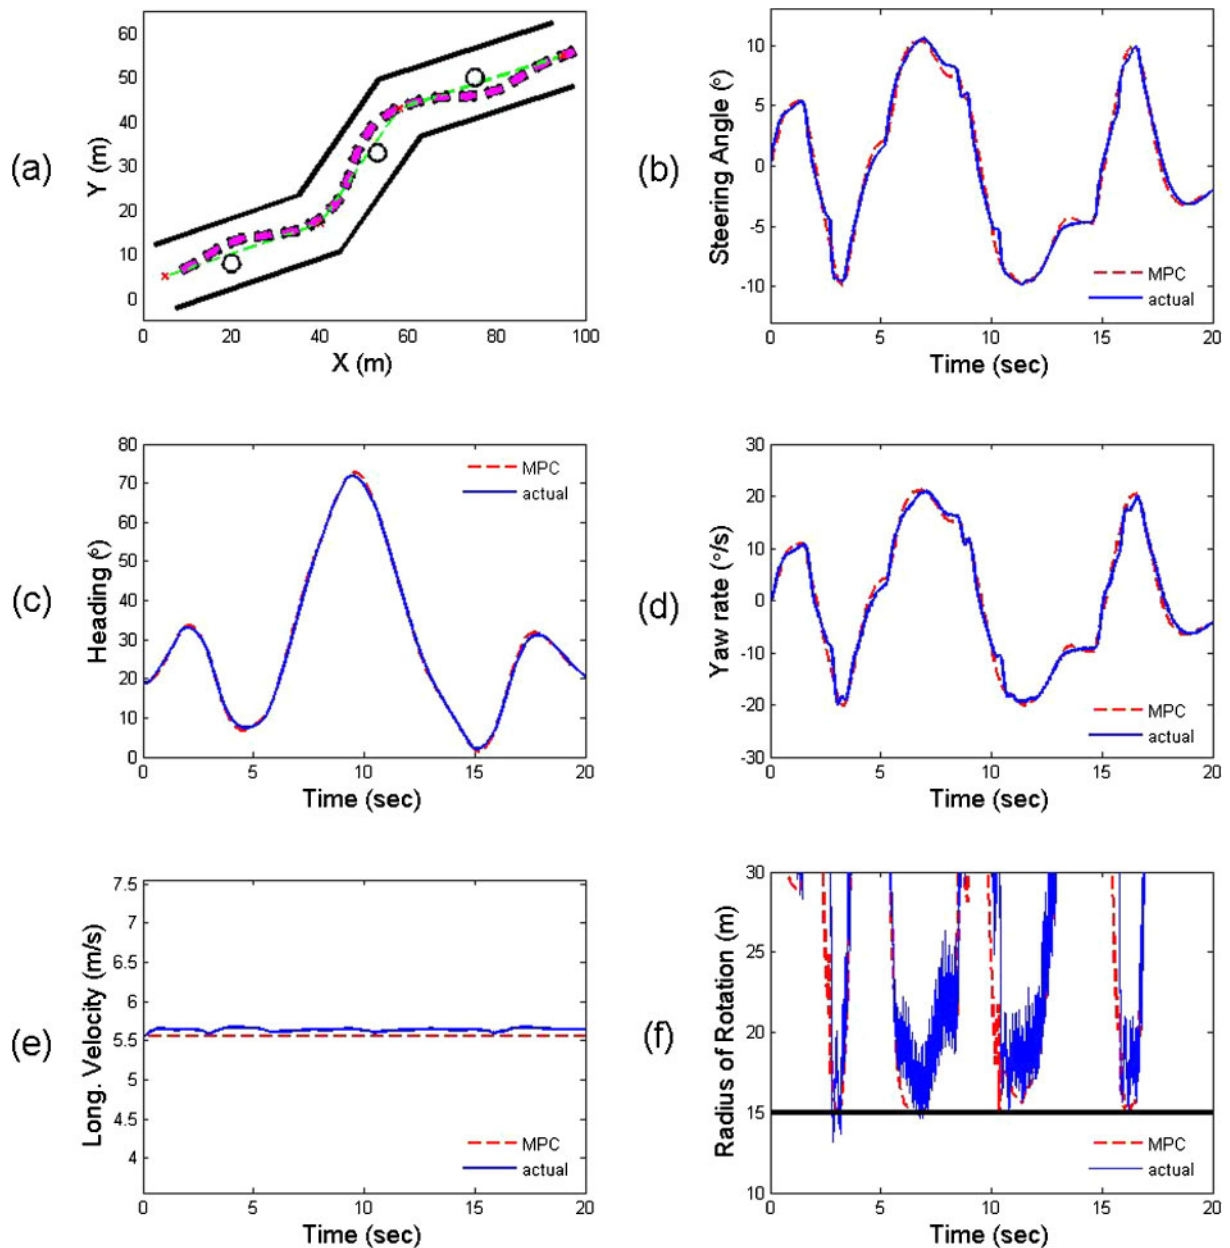 (a)
60
50
40
30
20
10
0
Y (m)
0 20 40 60 80 100
X (m)
(b)
10
5
0
-5
-10
Steering Angle (°)
MPC
actual
0 5 10 15 20
Time (sec)
(c)
80
70
60
50
40
30
20
10
0
Heading (°)
MPC
actual
0 5 10 15 20
Time (sec)
(d)
30
20
10
0
-10
-20
-30
Yaw rate (°/s)
MPC
actual
0 5 10 15 20
Time (sec)
(e)
7.5
7
6.5
6
5.5
5
4.5
4
Long. Velocity (m/s)
MPC
actual
0 5 10 15 20
Time (sec)
(f)
30
25
20
15
10
Radius of Rotation (m)
MPC
actual
0 5 10 15 20
Time (sec)